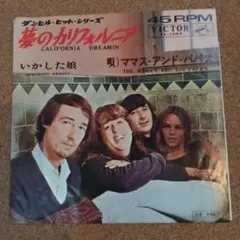 ダンヒル・ヒット・シリーズ
夢のカリフォルニア
CALIFORNIA DREAMIN'
いかした娘
唄)ママス・アンド・パパス
THE MAMAS AND THE PAPAS
45 RPM
VICTOR